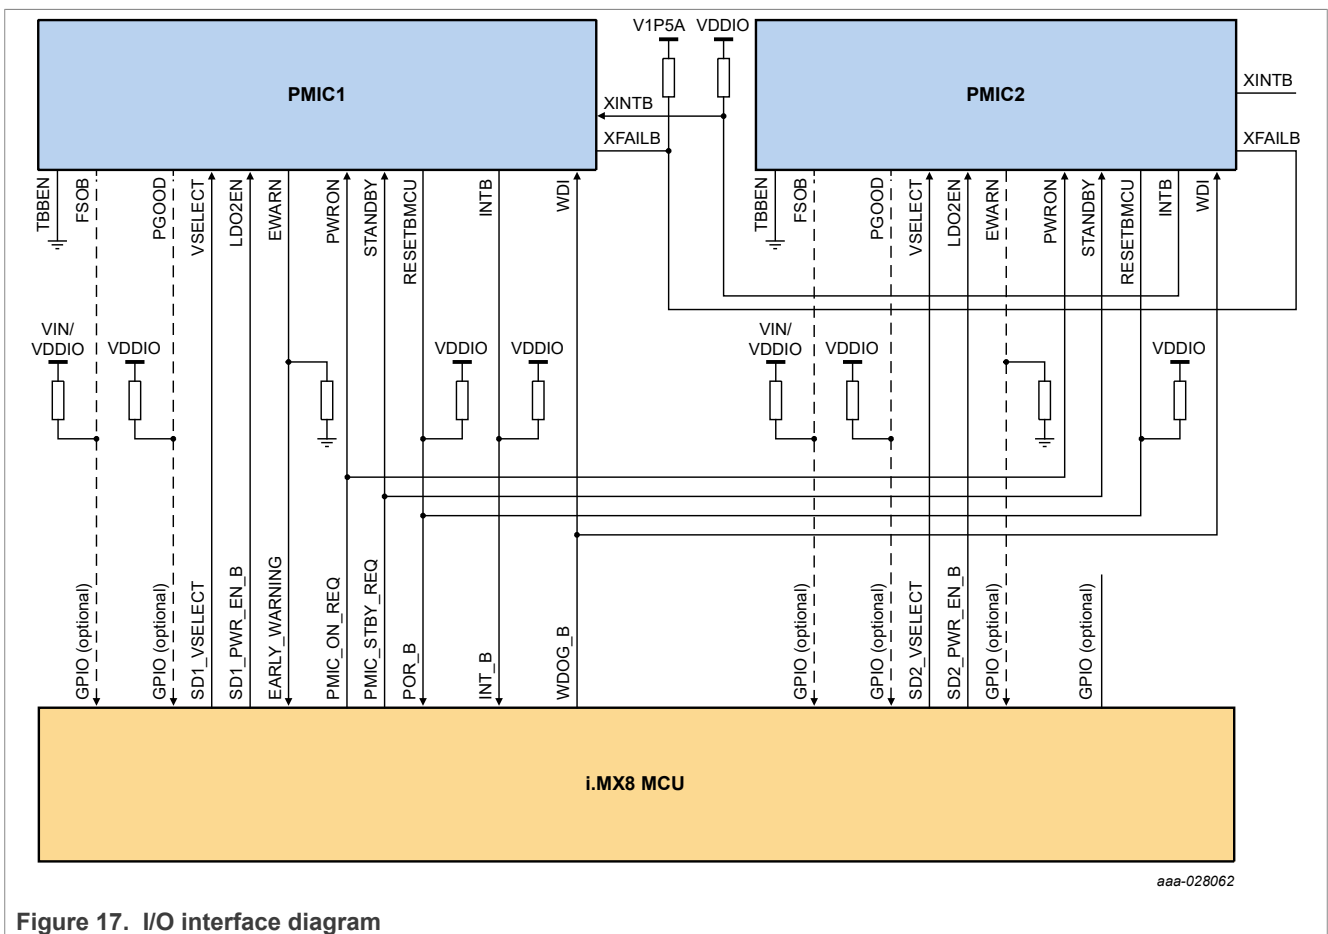 V1P5A VDDIO
PMIC1
PMIC2
XINTB
XFAILB
XINTB
XFAILB
TBBEN
FSOB
PGOOD
VSELECT
LDO2EN
EWARN
PWRON
STANDBY
RESETBMCU
INTB
WDI
TBBEN
FSOB
PGOOD
VSELECT
LDO2EN
EWARN
PWRON
STANDBY
RESETBMCU
INTB
WDI
VIN/
VDDIO
VDDIO
VDDIO
VDDIO
VIN/
VDDIO
VDDIO
VDDIO
GPIO (optional)
GPIO (optional)
SD1_VSELECT
SD1_PWR_EN_B
EARLY_WARNING
PMIC_ON_REQ
PMIC_STBY_REQ
POR_B
INT_B
WDOG_B
GPIO (optional)
GPIO (optional)
SD2_VSELECT
SD2_PWR_EN_B
GPIO (optional)
GPIO (optional)
i.MX8 MCU
aaa-028062
Figure 17. I/O interface diagram